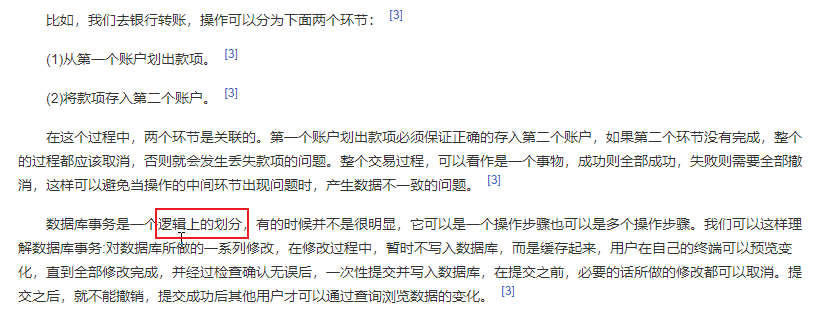 比如，我们去银行转账，操作可以分为下面两个环节： [3]
(1)从第一个账户划出款项。 [3]
(2)将款项存入第二个账户。 [3]
在这个过程中，两个环节是关联的。第一个账户划出款项必须保证正确的存入第二个账户，如果第二个环节没有完成，整个
的过程都应该取消，否则就会发生丢失款项的问题。整个交易过程，可以看作是一个事物，成功则全部成功，失败则需要全部撤
消，这样可以避免当操作的中间环节出现问题时，产生数据不一致的问题。 [3]
数据库事务是一个逻辑上的划分，有的时候并不是很明显，它可以是一个操作步骤也可以是多个操作步骤。我们可以这样理
解数据库事务:对数据库所做的一系列修改，在修改过程中，暂时不写入数据库，而是缓存起来，用户在自己的终端可以预览变
化，直到全部修改完成，并经过检查确认无误后，一次性提交并写入数据库，在提交之前，必要的话所做的修改都可以取消。提
交之后，就不能撤销，提交成功后其他用户才可以通过查询浏览数据的变化。 [3]